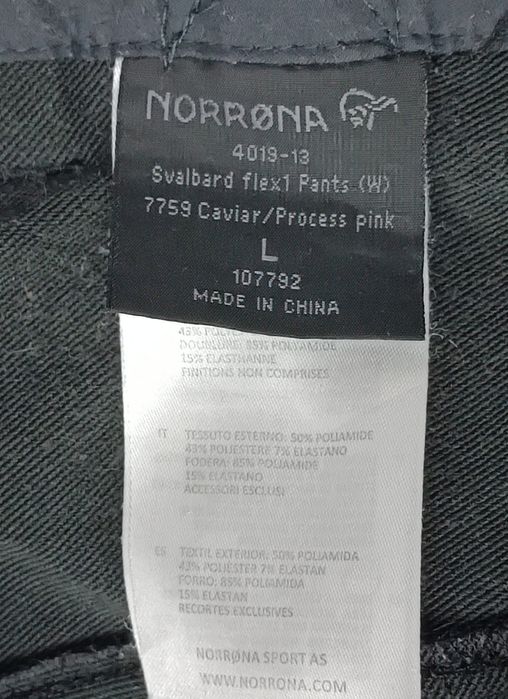 NORRØNA
4019-13
Svalbard flex1 Pants (W)
7759 Caviar/Process pink
L
107792
MADE IN CHINA
43% POLYE
DOUBLURE: 85% POLYAMIDE
15% ELASTHANNE
FINITIONS NON COMPRISES
IT TESSUTO ESTERNO: 50% POLIAMIDE
43% POLIESTERE 7% ELASTANO
FODERA: 85% POLIAMIDE
15% ELASTANO
ACCESSORI ESCLUSI
ES TEXTIL EXTERIOR: 50% POLIAMIDA
43% POLIESTER 7% ELASTAN
FORRO: 85% POLIAMIDA
15% ELASTAN
RECORTES EXCLUSIVES
NORRØNA SPORT AS
WWW.NORRONA.COM